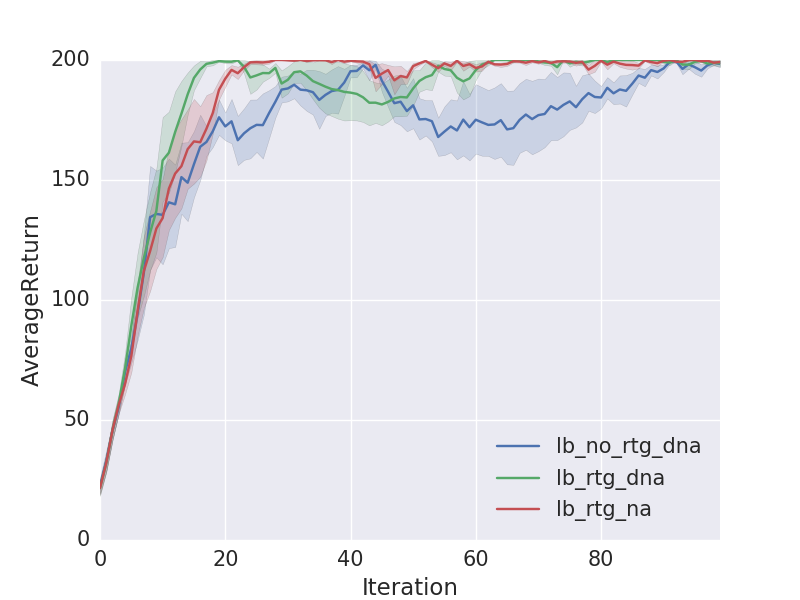 200
150
100
50
0
AverageReturn
lb_no_rtg_dna
lb_rtg_dna
lb_rtg_na
0 20 40 60 80
Iteration